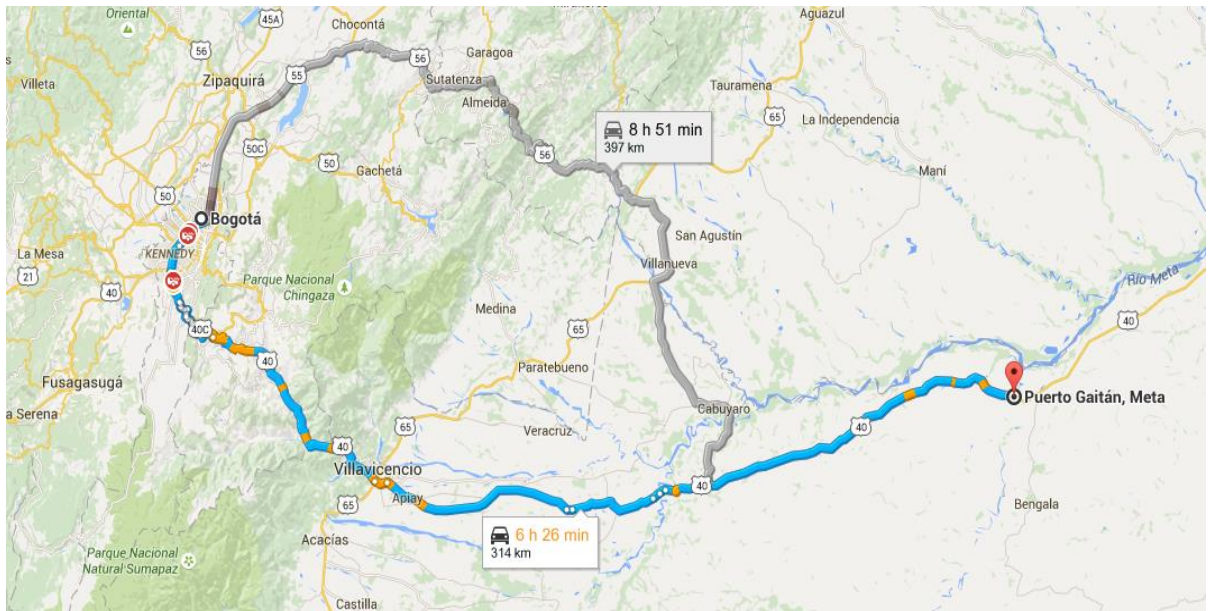 Oriental
45A
Chocontá
Aguazul
56
56
Garagoa
Villeta
Zipaquirá
55
Sutatenza
Tauramena
Almeida
65
La Independencia
8 h 51 min
397 km
50C
56
50
Gachetá
Maní
50
Bogotá
La Mesa
KENNEDY
San Agustín
21
40
Parque Nacional
Chingaza
Villanueva
Río Meta
Medina
40C
65
40
40
Fusagasugá
Paratebueno
a Serena
Puerto Gaitán, Meta
Cabuyaro
65
Veracruz
40
40
Villavicencio
40
65
Apiay
Bengala
6 h 26 min
314 km
Acacías
Parque Nacional
Natural Sumapaz
Castilla